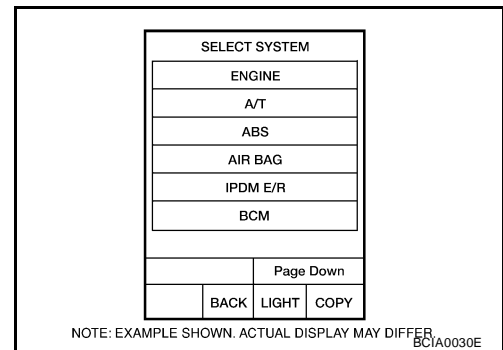 SELECT SYSTEM
ENGINE
A/T
ABS
AIR BAG
IPDM E/R
BCM
Page Down
BACK LIGHT COPY
NOTE: EXAMPLE SHOWN. ACTUAL DISPLAY MAY DIFFER.
BCIA0030E